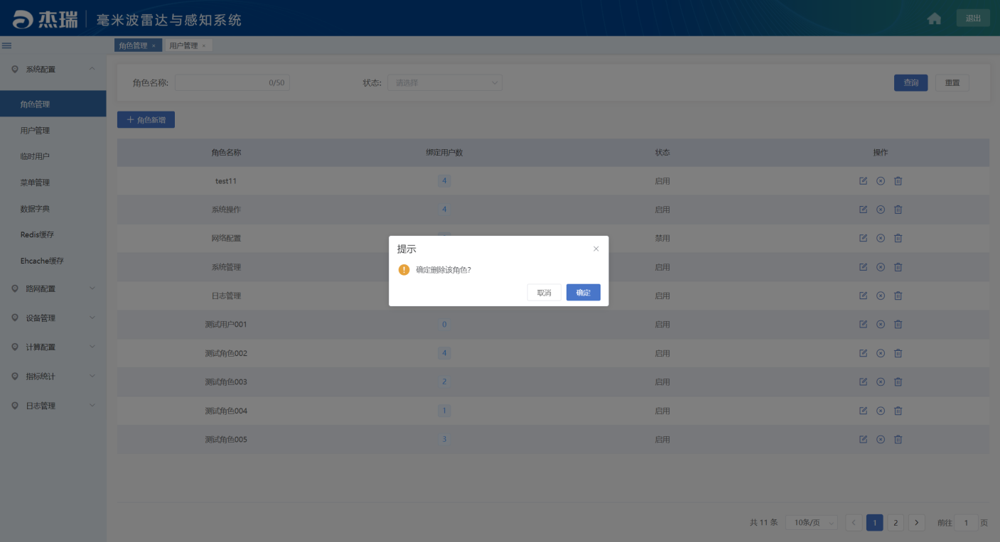 杰瑞 毫米波雷达与感知系统 退出
角色管理 × 用户管理 ×
系统配置
角色管理
用户管理
临时用户
菜单管理
数据字典
Redis缓存
Ehcache缓存
路网配置
设备管理
计算配置
指标统计
日志管理
角色名称: 0/50 状态: 请选择 查询 重置
+ 角色新增
角色名称 绑定用户数 状态 操作
test11 4 启用
系统操作 4 启用
网络配置 禁用
系统管理 启用
日志管理 启用
测试用户001 0 启用
测试角色002 4 启用
测试角色003 2 启用
测试角色004 1 启用
测试角色005 3 启用
提示
确定删除该角色?
取消 确定
共 11 条 10条/页 1 2 前往 1 页